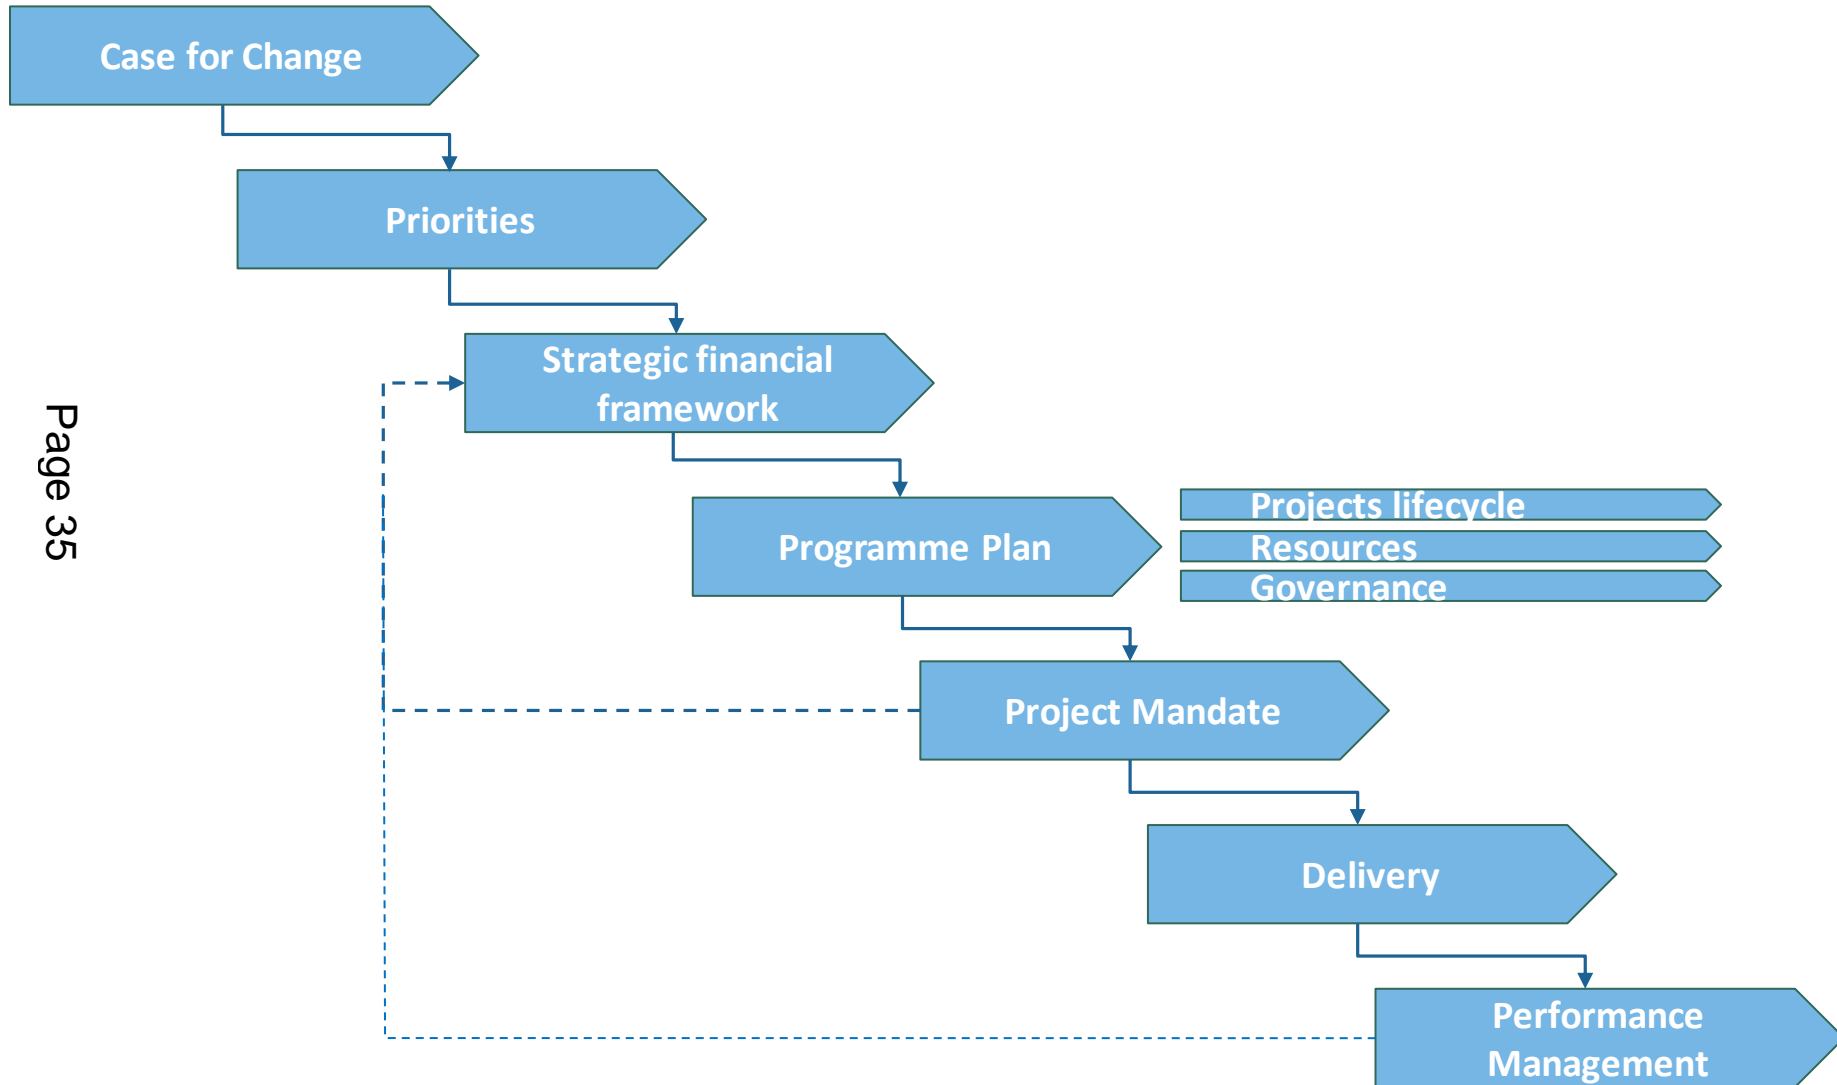 Case for Change
Priorities
Strategic financial
framework
Page 35
Projects lifecycle
Programme Plan
Resources
Governance
Project Mandate
Delivery
Performance
Management